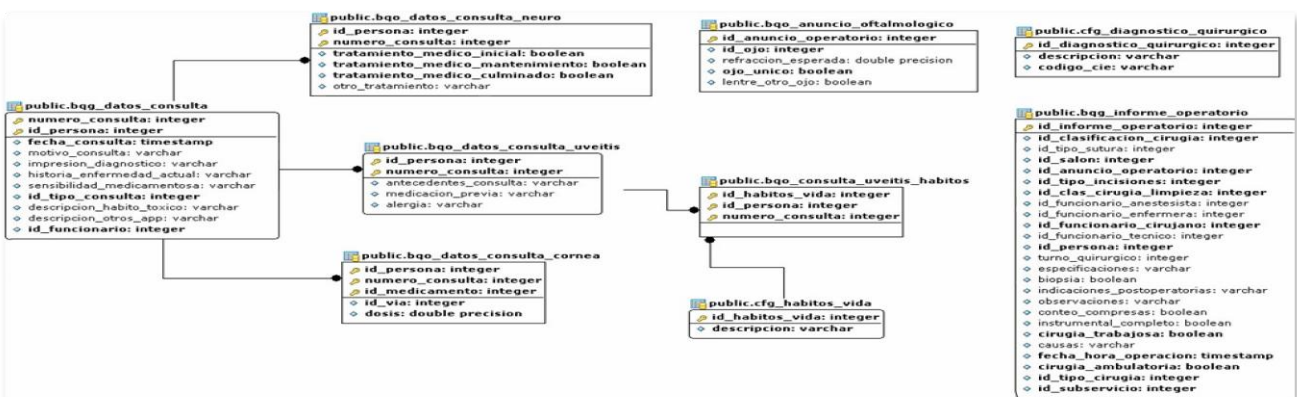 public.bqo_datos_consulta_neuro
id_persona: integer
numero_consulta: integer
tratamiento_medico_inicial: boolean
tratamiento_medico_mantenimiento: boolean
tratamiento_medico_culminado: boolean
otro_tratamiento: varchar
public.bqo_anuncio_oftalmologico
id_anuncio_operatorio: integer
id_ojo: integer
refraccion_esperada: double precision
ojo_unico: boolean
lentre_otro_ojo: boolean
public.cfg_diagnostico_quirurgico
id_diagnostico_quirurgico: integer
descripcion: varchar
codigo_cie: varchar
public.bqg_datos_consulta
numero_consulta: integer
id_persona: integer
fecha_consulta: timestamp
motivo_consulta: varchar
impresion_diagnostico: varchar
historia_enfermedad_actual: varchar
sensibilidad_medicamentosa: varchar
id_tipo_consulta: integer
descripcion_habito_toxico: varchar
descripcion_otros_app: varchar
id_funcionario: integer
public.bqo_datos_consulta_uveitis
id_persona: integer
numero_consulta: integer
antecedentes_consulta: varchar
medicacion_previa: varchar
alergia: varchar
public.bqo_consulta_uveitis_habitos
id_habitos_vida: integer
id_persona: integer
numero_consulta: integer
public.bqo_datos_consulta_cornea
id_persona: integer
numero_consulta: integer
id_medicamento: integer
id_via: integer
dosis: double precision
public.cfg_habitos_vida
id_habitos_vida: integer
descripcion: varchar
public.bqg_informe_operatorio
id_informe_operatorio: integer
id_clasificacion_cirugia: integer
id_tipo_sutura: integer
id_salon: integer
id_anuncio_operatorio: integer
id_tipo_incisiones: integer
id_clas_cirugia_limpieza: integer
id_funcionario_anestesista: integer
id_funcionario_enfermera: integer
id_funcionario_cirujano: integer
id_funcionario_tecnico: integer
id_persona: integer
turno_quirurgico: integer
especificaciones: varchar
biopsia: boolean
indicaciones_postoperatorias: varchar
observaciones: varchar
conteo_compresas: boolean
instrumental_completo: boolean
cirugia_trabajosa: boolean
causas: varchar
fecha_hora_operacion: timestamp
cirugia_ambulatoria: boolean
id_tipo_cirugia: integer
id_subservicio: integer